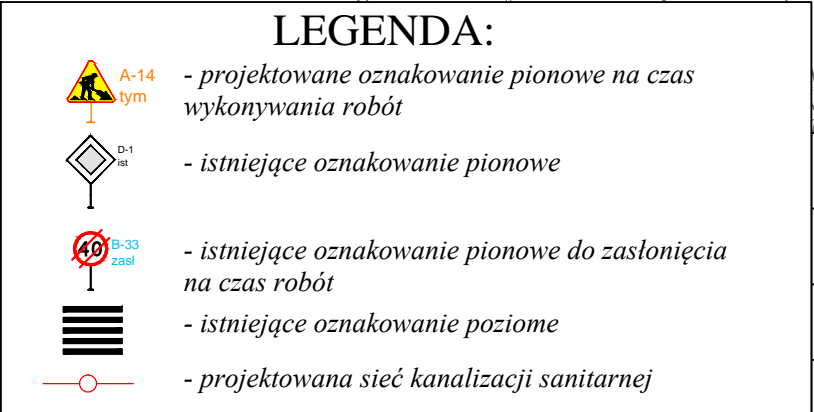 LEGENDA:
A-14
tym
- projektowane oznakowanie pionowe na czas
wykonywania robót
D-1
ist
- istniejące oznakowanie pionowe
40
B-33
zasł
- istniejące oznakowanie pionowe do zasłonięcia
na czas robót
- istniejące oznakowanie poziome
- projektowana sieć kanalizacji sanitarnej